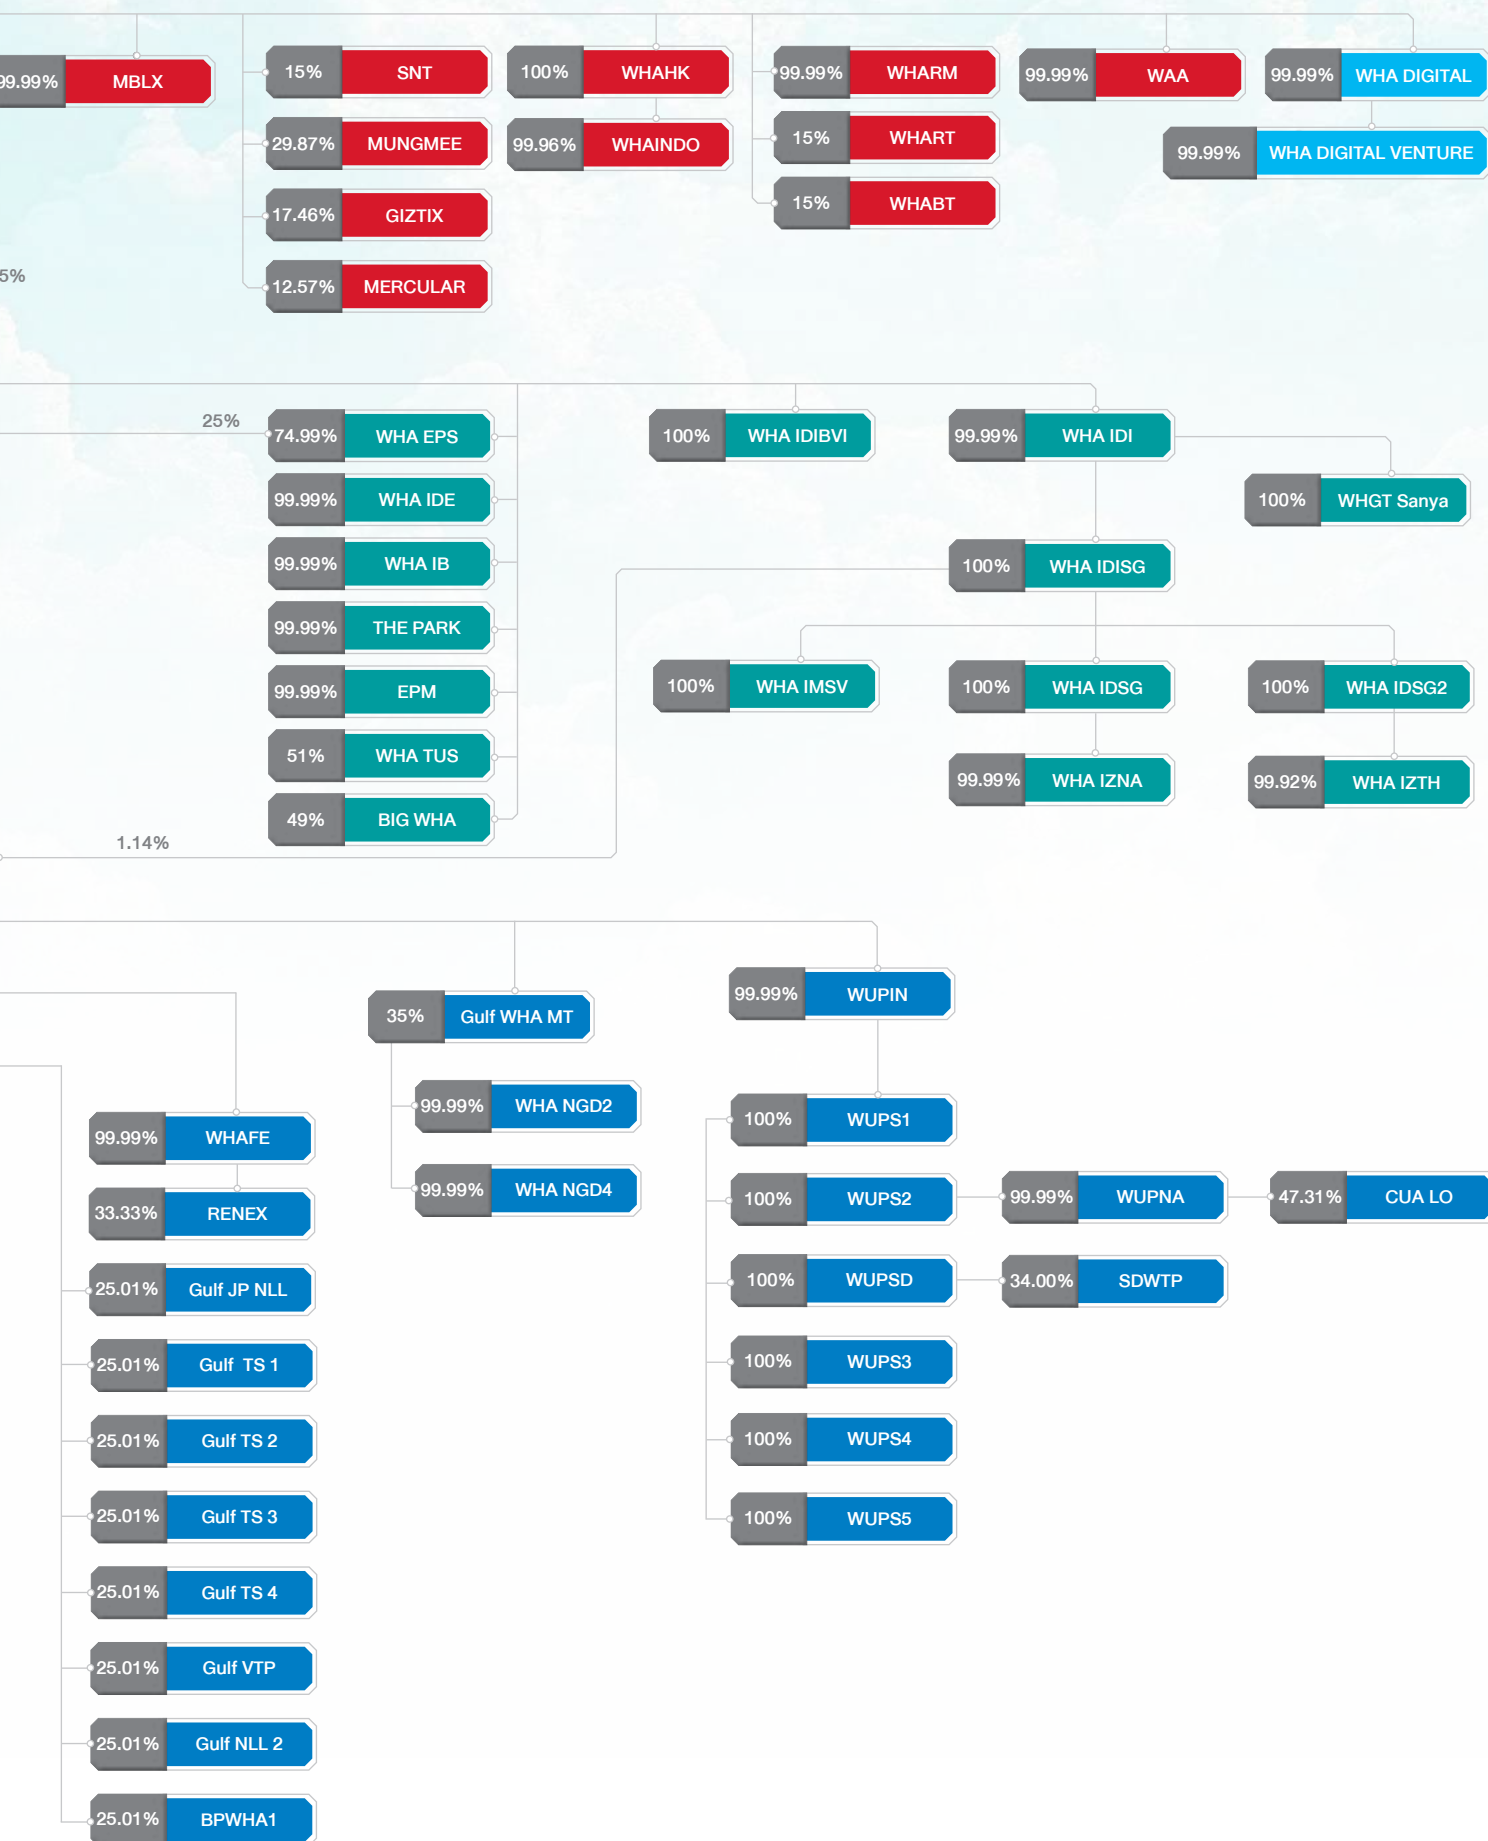 99.99% MBLX
15% SNT
29.87% MUNGMEE
17.46% GIZTIX
12.57% MERCULAR
100% WHAHK
99.96% WHAINDO
99.99% WHARM
15% WHART
15% WHABT
99.99% WAA
99.99% WHA DIGITAL
99.99% WHA DIGITAL VENTURE
5%
25%
74.99% WHA EPS
99.99% WHA IDE
99.99% WHA IB
99.99% THE PARK
99.99% EPM
51% WHA TUS
49% BIG WHA
1.14%
100% WHA IDIBVI
99.99% WHA IDI
100% WHGT Sanya
100% WHA IDISG
100% WHA IMSV
100% WHA IDSG
100% WHA IDSG2
99.99% WHA IZNA
99.92% WHA IZTH
99.99% WHAFE
33.33% RENEX
25.01% Gulf JP NLL
25.01% Gulf TS 1
25.01% Gulf TS 2
25.01% Gulf TS 3
25.01% Gulf TS 4
25.01% Gulf VTP
25.01% Gulf NLL 2
25.01% BPWHA1
35% Gulf WHA MT
99.99% WHA NGD2
99.99% WHA NGD4
99.99% WUPIN
100% WUPS1
100% WUPS2
99.99% WUPNA
47.31% CUA LO
100% WUPSD
34.00% SDWTP
100% WUPS3
100% WUPS4
100% WUPS5